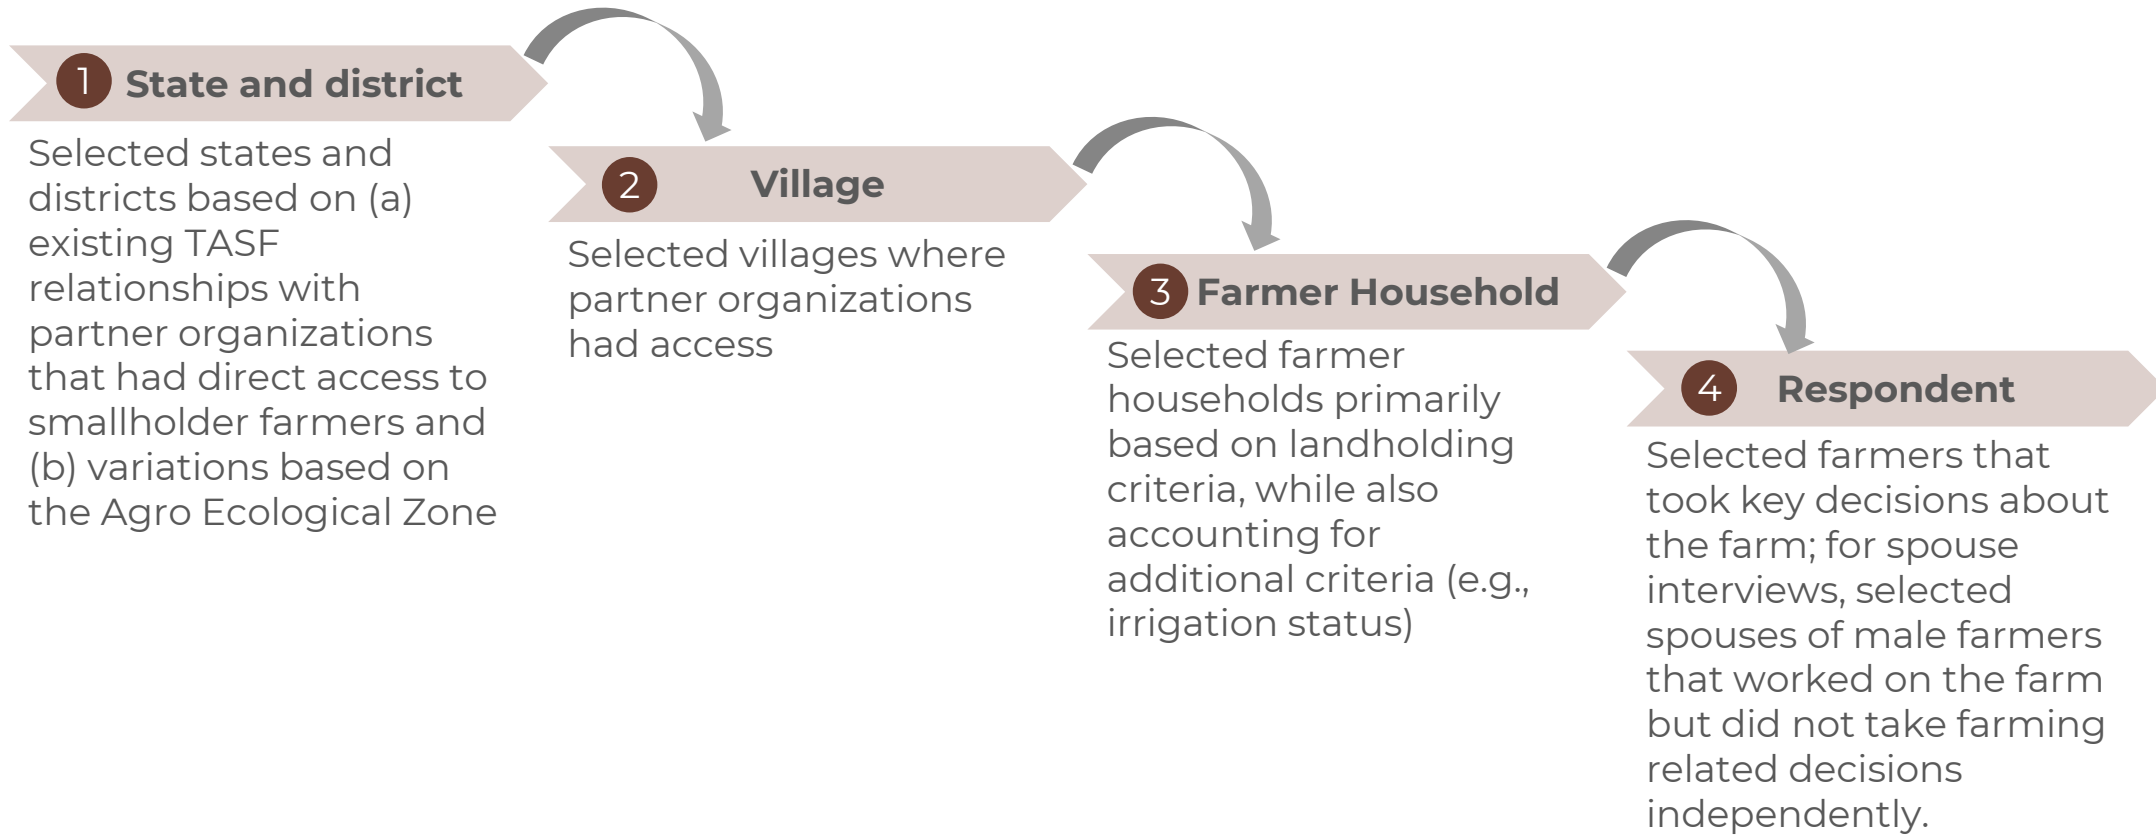 1 State and district
Selected states and
districts based on (a)
existing TASF
relationships with
partner organizations
that had direct access to
smallholder farmers and
(b) variations based on
the Agro Ecological Zone
2 Village
Selected villages where
partner organizations
had access
3 Farmer Household
Selected farmer
households primarily
based on landholding
criteria, while also
accounting for
additional criteria (e.g.,
irrigation status)
4 Respondent
Selected farmers that
took key decisions about
the farm; for spouse
interviews, selected
spouses of male farmers
that worked on the farm
but did not take farming
related decisions
independently.